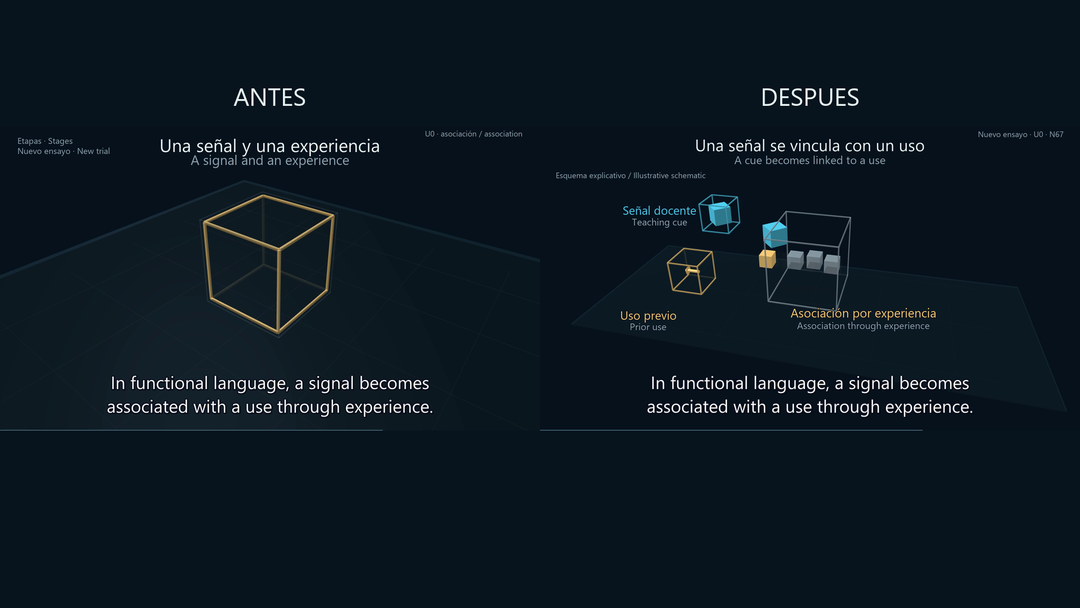 ANTES
Etapas · Stages
Nuevo ensayo · New trial
U0 · asociación / association
Una señal y una experiencia
A signal and an experience
In functional language, a signal becomes
associated with a use through experience.
DESPUES
Nuevo ensayo · U0 · N67
Una señal se vincula con un uso
A cue becomes linked to a use
Esquema explicativo / Illustrative schematic
Señal docente
Teaching cue
Uso previo
Prior use
Asociación por experiencia
Association through experience
In functional language, a signal becomes
associated with a use through experience.